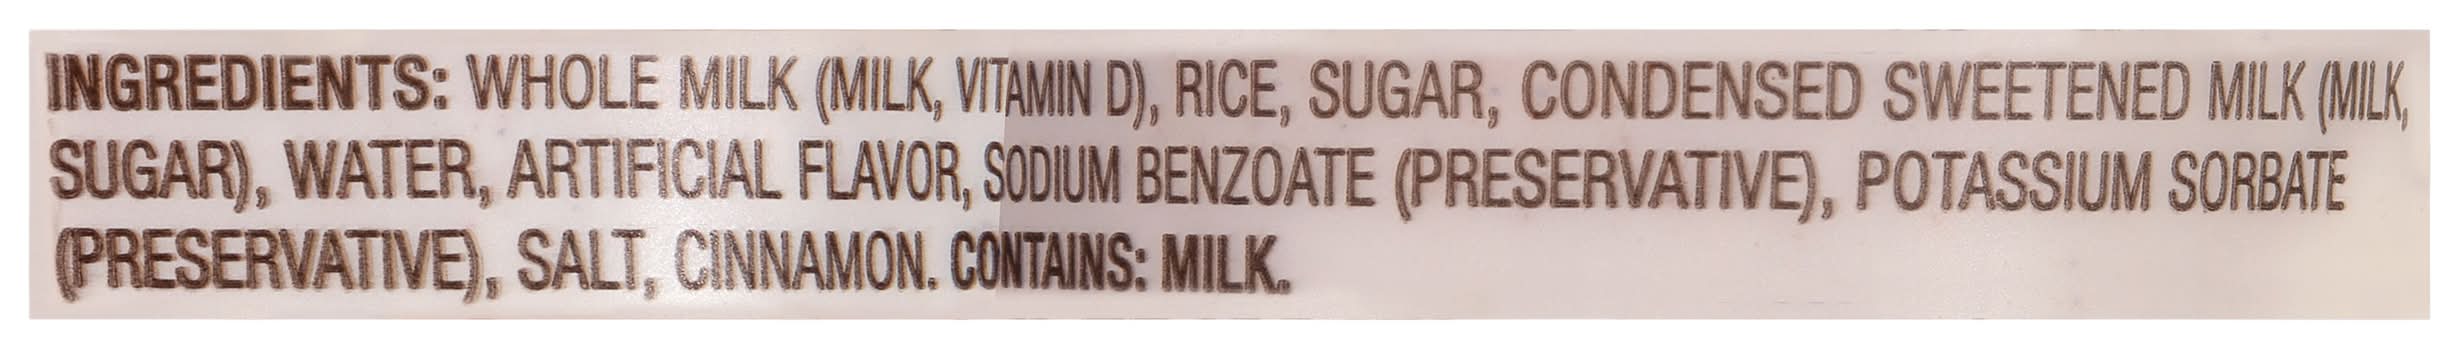 INGREDIENTS: WHOLE MILK (MILK, VITAMIN D), RICE, SUGAR, CONDENSED SWEETENED MILK (MILK,
SUGAR), WATER, ARTIFICIAL FLAVOR, SODIUM BENZOATE (PRESERVATIVE), POTASSIUM SORBATE
(PRESERVATIVE), SALT, CINNAMON. CONTAINS: MILK.